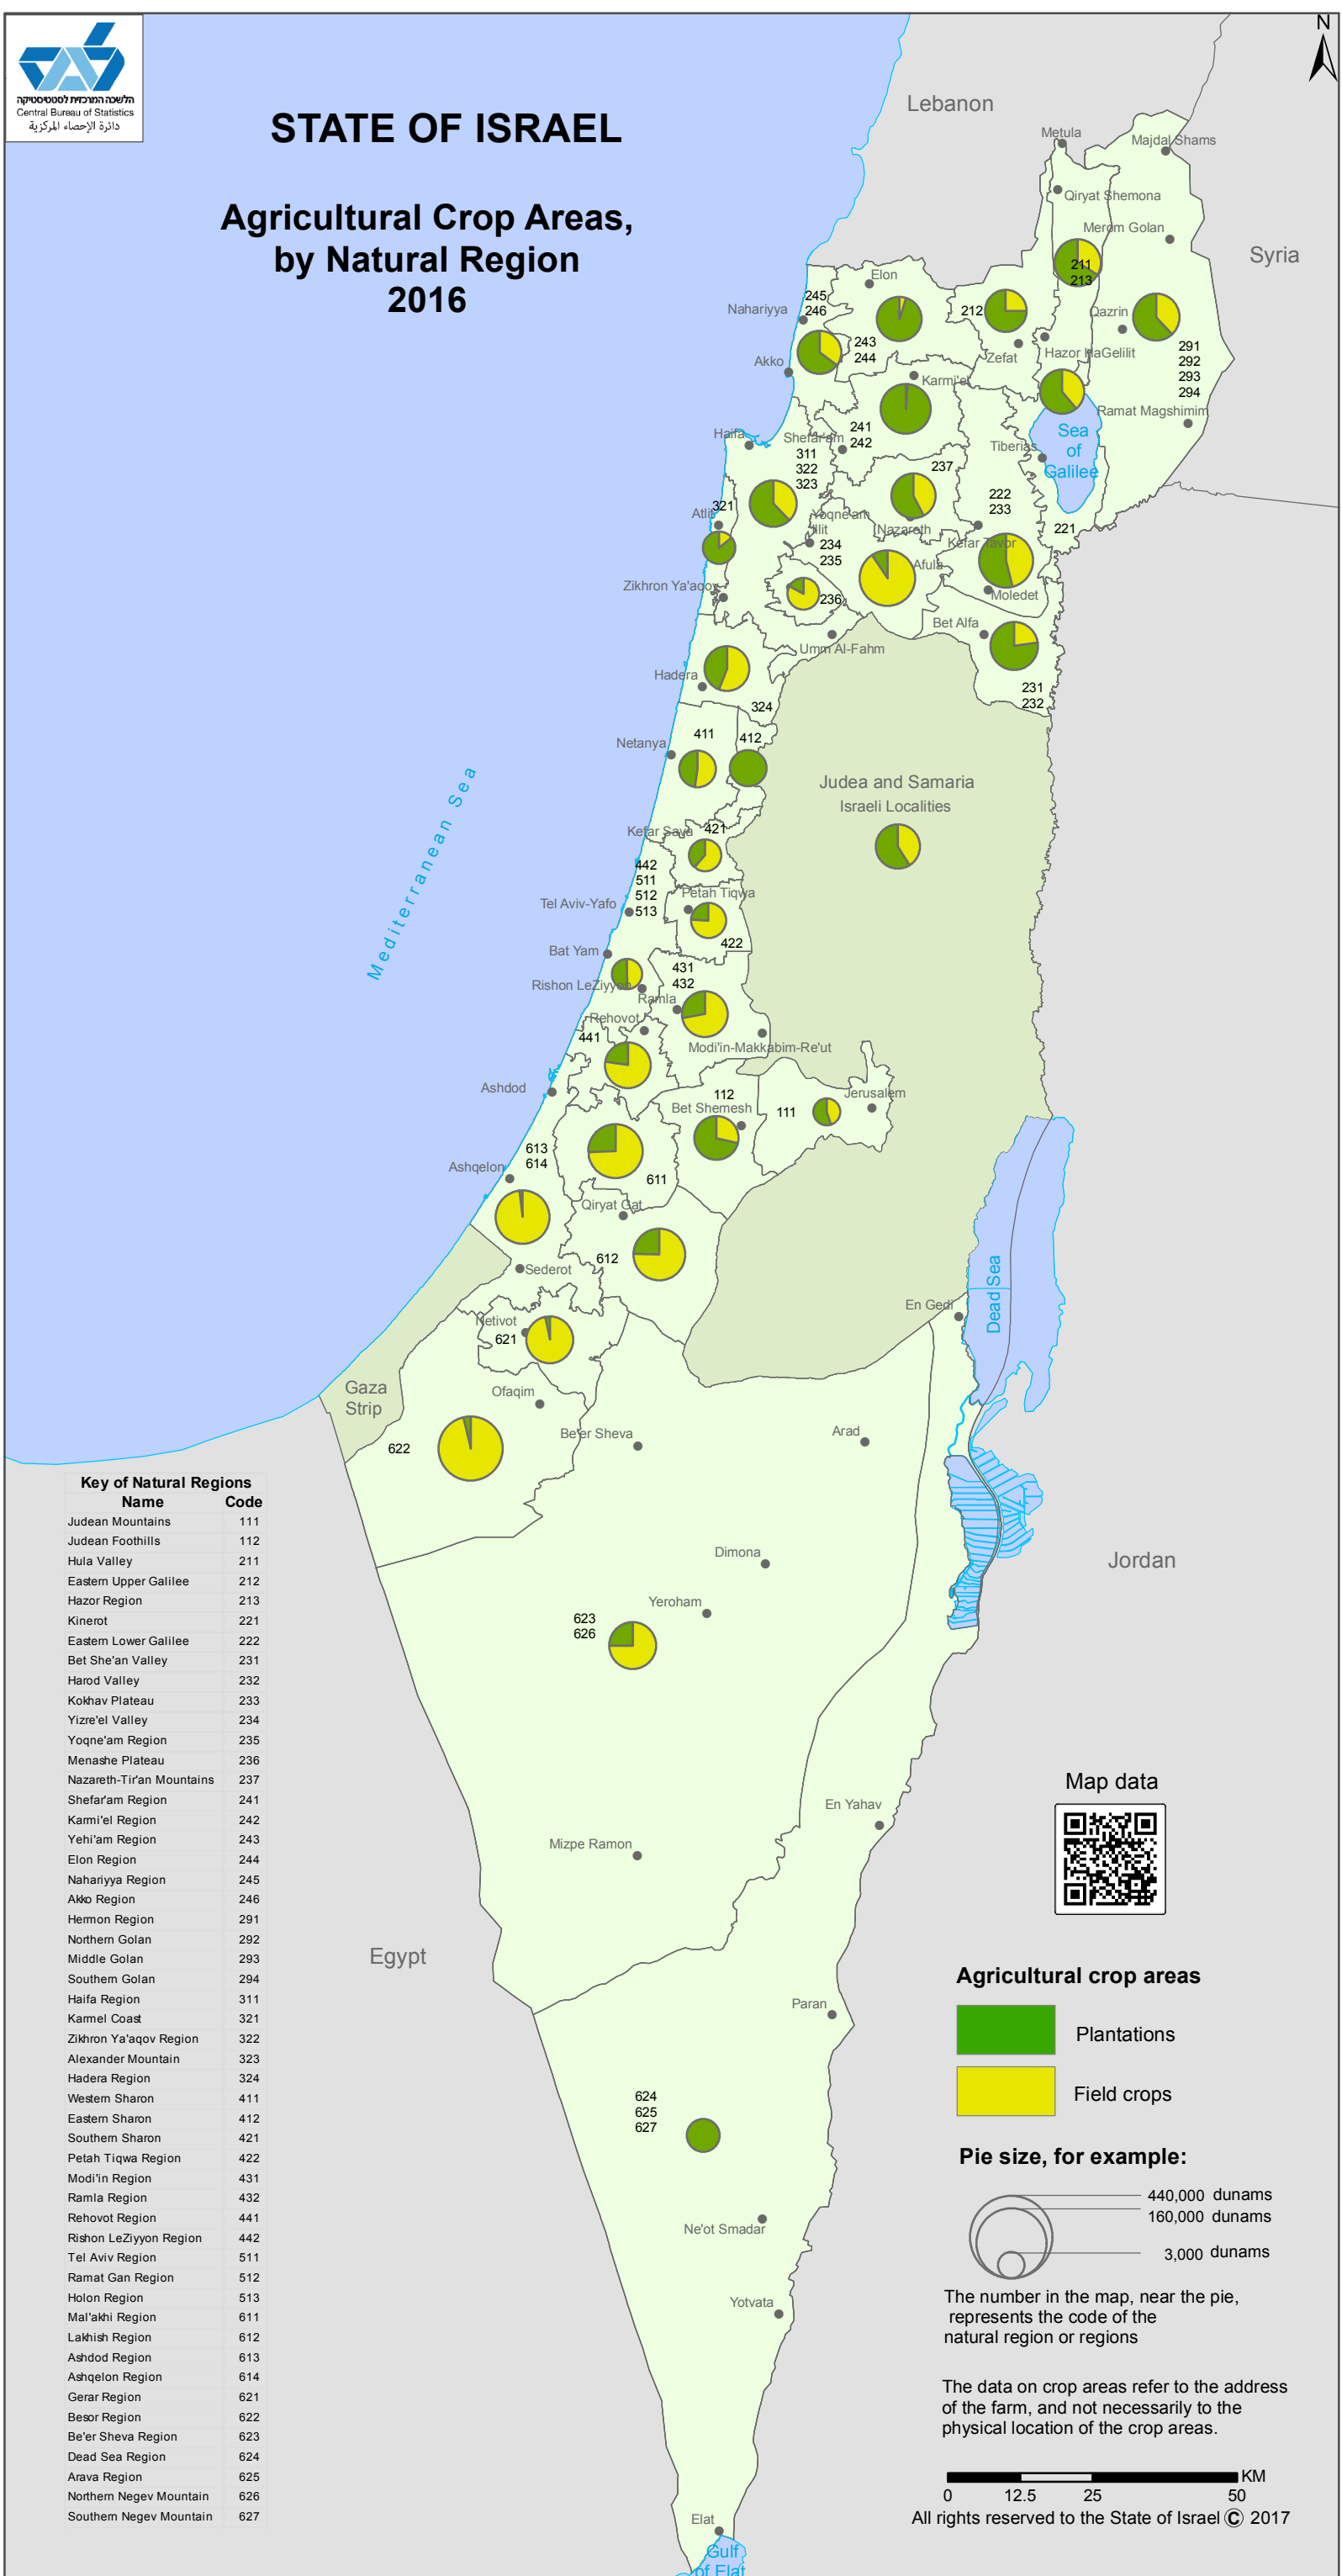 הלשכה המרכזית לסטטיסטיקה
Central Bureau of Statistics
دائرة الإحصاء المركزية
STATE OF ISRAEL
Agricultural Crop Areas,
by Natural Region
2016
N
Lebanon
Metula
Majdal Shams
Qiryat Shemona
Merom Golan
Syria
211
213
Elon
245
246
Nahariyya
212
Qazrin
243
244
Zefat
Hazor HaGelilit
291
292
293
294
Akko
Karmi'el
Ramat Magshimim
241
242
Haifa
Shefar'am
Sea
of
Galilee
Tiberias
311
322
323
237
222
233
321
Atlit
Yoqne'am
Illit
Nazareth
221
234
235
Kefar Tavor
Afula
Zikhron Ya'aqov
236
Moledet
Bet Alfa
Umm Al-Fahm
Hadera
231
232
324
411
412
Netanya
Judea and Samaria
Israeli Localities
Mediterranean Sea
Kefar Sava
421
442
511
512
513
Petah Tiqwa
Tel Aviv-Yafo
422
Bat Yam
431
432
Rishon LeZiyyon
Ramla
Rehovot
441
Modi'in-Makkabim-Re'ut
Ashdod
112
Bet Shemesh
111
Jerusalem
613
614
Ashqelon
611
Qiryat Gat
612
Sederot
Dead Sea
En Gedi
Netivot
621
Gaza
Strip
Ofaqim
Be'er Sheva
Arad
622
Dimona
Jordan
Yeroham
623
626
En Yahav
Mizpe Ramon
Egypt
Paran
624
625
627
Ne'ot Smadar
Yotvata
Elat
Gulf
of Elat
Key of Natural Regions
Name Code
Judean Mountains 111
Judean Foothills 112
Hula Valley 211
Eastern Upper Galilee 212
Hazor Region 213
Kinerot 221
Eastern Lower Galilee 222
Bet She'an Valley 231
Harod Valley 232
Kokhav Plateau 233
Yizre'el Valley 234
Yoqne'am Region 235
Menashe Plateau 236
Nazareth-Tir'an Mountains 237
Shefar'am Region 241
Karmi'el Region 242
Yehi'am Region 243
Elon Region 244
Nahariyya Region 245
Akko Region 246
Hermon Region 291
Northern Golan 292
Middle Golan 293
Southern Golan 294
Haifa Region 311
Karmel Coast 321
Zikhron Ya'aqov Region 322
Alexander Mountain 323
Hadera Region 324
Western Sharon 411
Eastern Sharon 412
Southern Sharon 421
Petah Tiqwa Region 422
Modi'in Region 431
Ramla Region 432
Rehovot Region 441
Rishon LeZiyyon Region 442
Tel Aviv Region 511
Ramat Gan Region 512
Holon Region 513
Mal'akhi Region 611
Lakhish Region 612
Ashdod Region 613
Ashqelon Region 614
Gerar Region 621
Besor Region 622
Be'er Sheva Region 623
Dead Sea Region 624
Arava Region 625
Northern Negev Mountain 626
Southern Negev Mountain 627
Map data
Agricultural crop areas
Plantations
Field crops
Pie size, for example:
440,000 dunams
160,000 dunams
3,000 dunams
The number in the map, near the pie,
represents the code of the
natural region or regions
The data on crop areas refer to the address
of the farm, and not necessarily to the
physical location of the crop areas.
KM
0 12.5 25 50
All rights reserved to the State of Israel © 2017